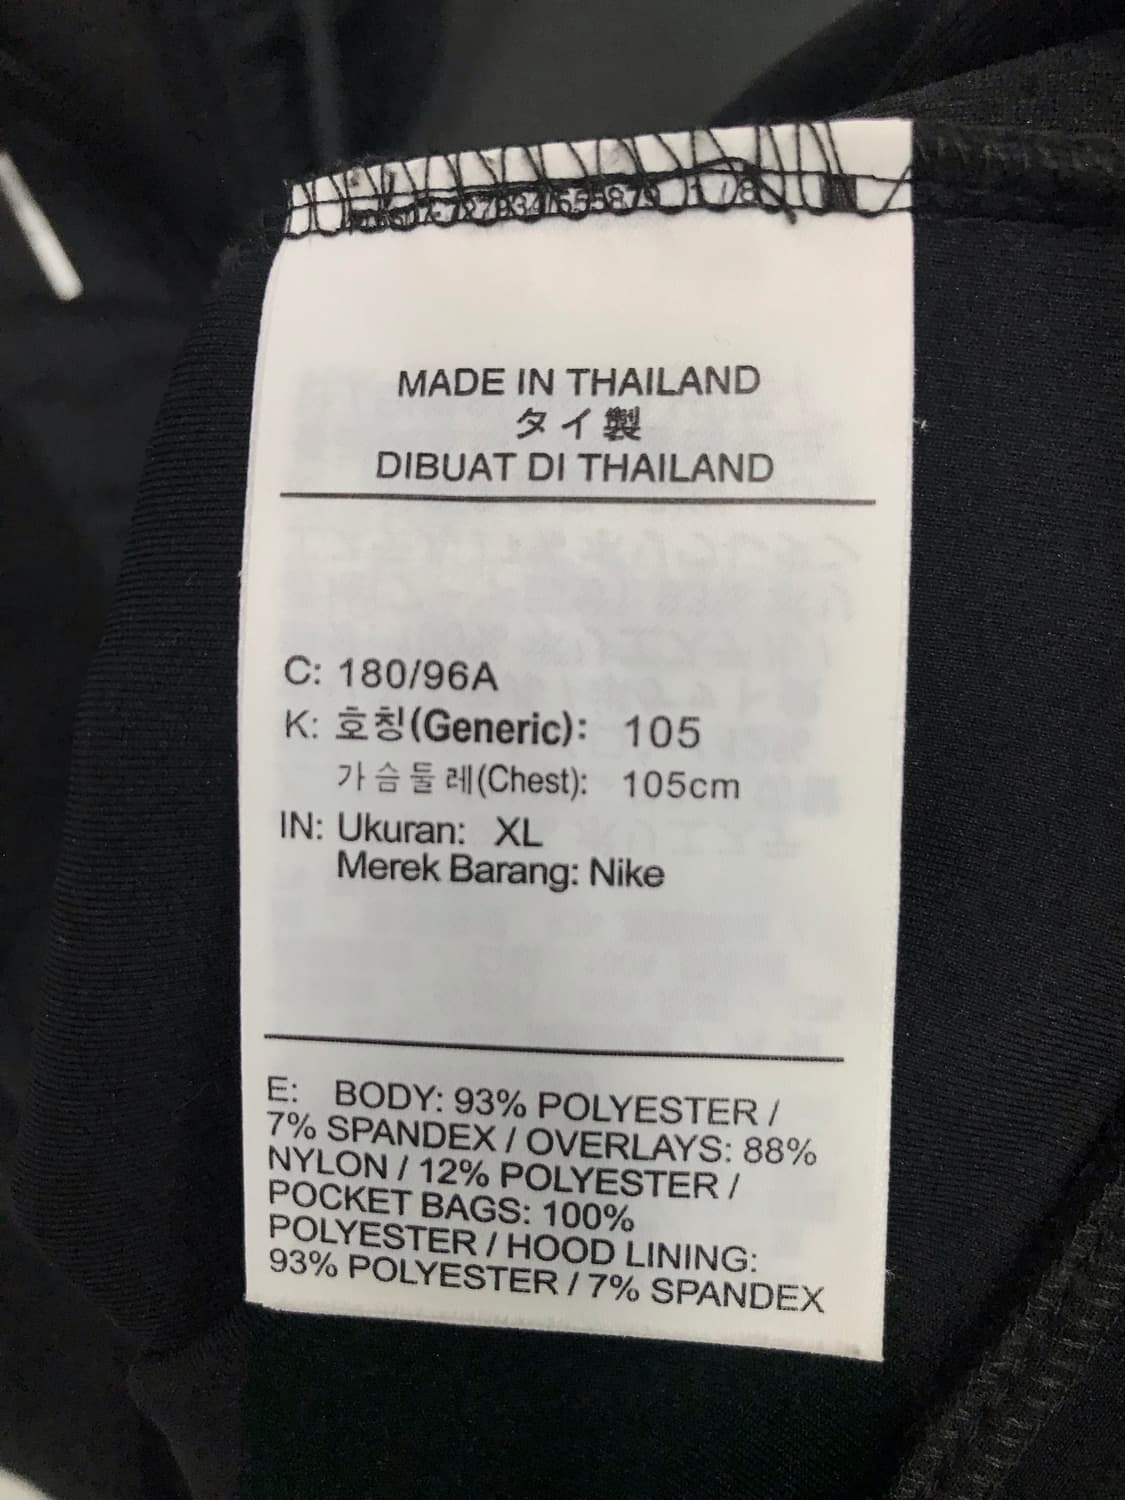 MADE IN THAILAND
タイ製
DIBUAT DI THAILAND
C: 180/96A
K: 호칭(Generic): 105
가슴둘레(Chest): 105cm
IN: Ukuran: XL
Merek Barang: Nike
E: BODY: 93% POLYESTER /
7% SPANDEX / OVERLAYS: 88%
NYLON / 12% POLYESTER /
POCKET BAGS: 100%
POLYESTER / HOOD LINING:
93% POLYESTER / 7% SPANDEX